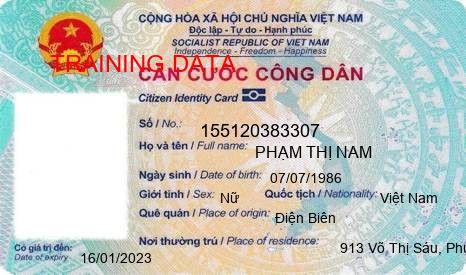 CỘNG HÒA XÃ HỘI CHỦ NGHĨA VIỆT NAM
Độc lập - Tự do - Hạnh phúc
SOCIALIST REPUBLIC OF VIET NAM
Independence - Freedom - Happiness
TRAINING DATA
CĂN CƯỚC CÔNG DÂN
Citizen Identity Card
Số / No.: 155120383307
Họ và tên / Full name: PHẠM THỊ NAM
Ngày sinh / Date of birth: 07/07/1986
Giới tính / Sex: Nữ Quốc tịch / Nationality: Việt Nam
Quê quán / Place of origin: Điện Biên
Nơi thường trú / Place of residence: 913 Võ Thị Sáu,
Có giá trị đến: 16/01/2023
Date of expiry